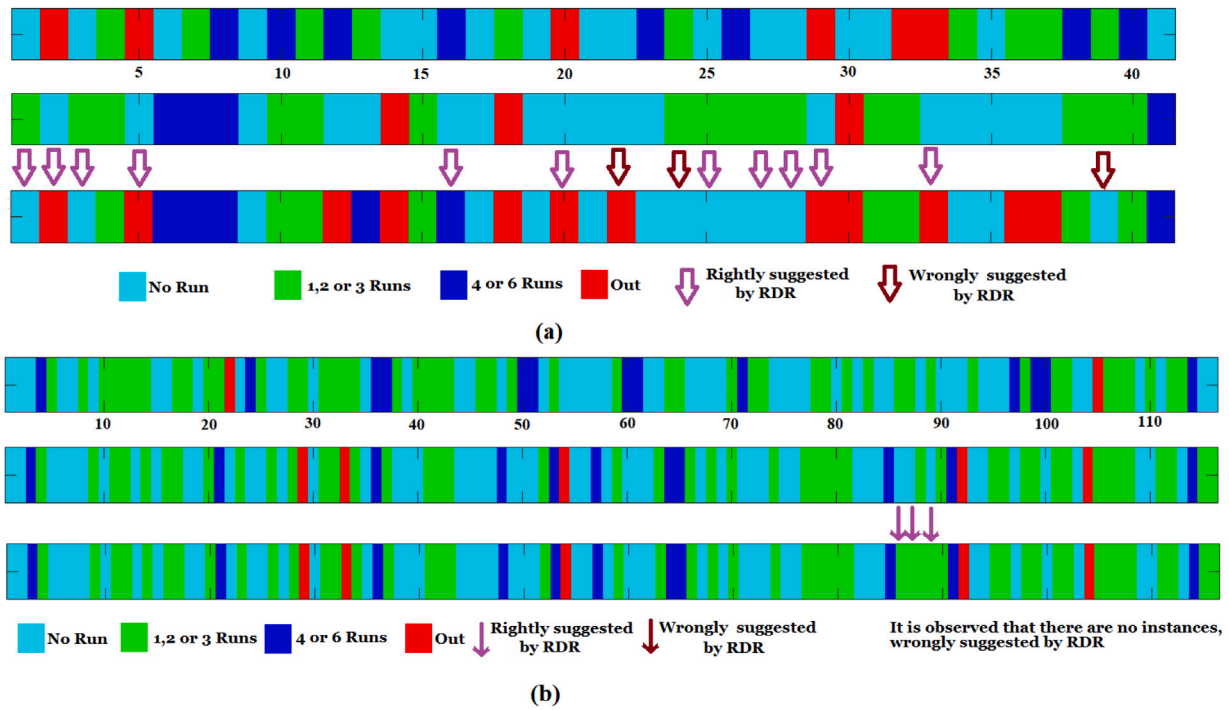 5 10 15 20 25 30 35 40
No Run 1,2 or 3 Runs 4 or 6 Runs Out Rightly suggested by RDR Wrongly suggested by RDR
(a)
10 20 30 40 50 60 70 80 90 100 110
No Run 1,2 or 3 Runs 4 or 6 Runs Out Rightly suggested by RDR Wrongly suggested by RDR
It is observed that there are no instances,
wrongly suggested by RDR
(b)